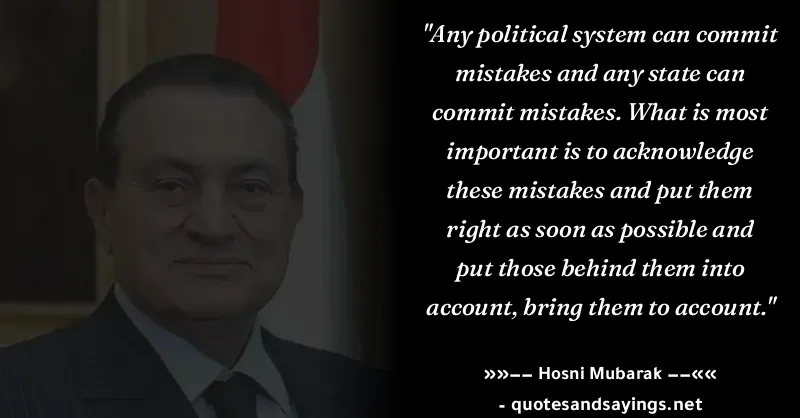 "Any political system can commit
mistakes and any state can
commit mistakes. What is most
important is to acknowledge
these mistakes and put them
right as soon as possible and
put those behind them into
account, bring them to account."
»»−− Hosni Mubarak −−««
- quotesandsayings.net